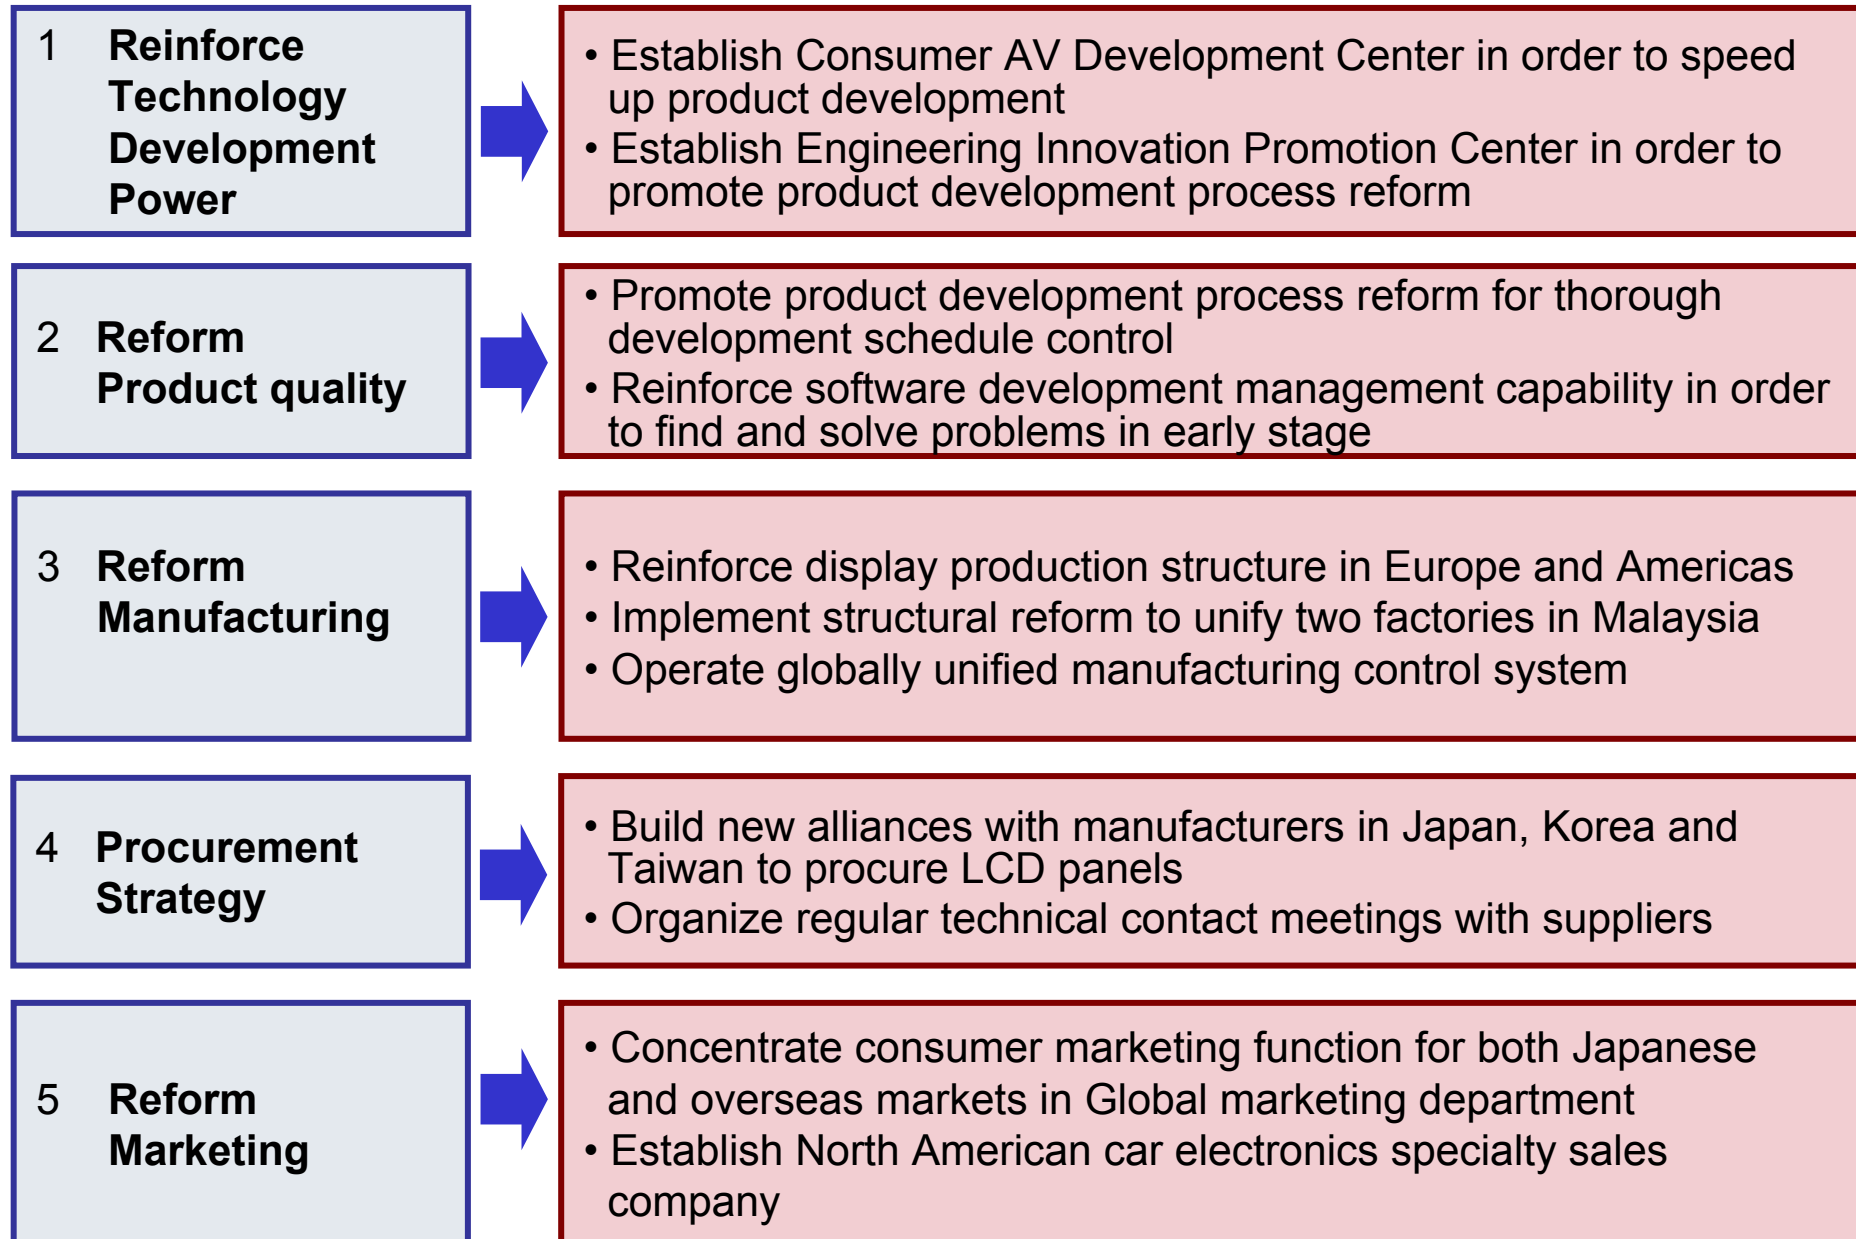 1 Reinforce
Technology
Development
Power
• Establish Consumer AV Development Center in order to speed
up product development
• Establish Engineering Innovation Promotion Center in order to
promote product development process reform
2 Reform
Product quality
• Promote product development process reform for thorough
development schedule control
• Reinforce software development management capability in order
to find and solve problems in early stage
3 Reform
Manufacturing
• Reinforce display production structure in Europe and Americas
• Implement structural reform to unify two factories in Malaysia
• Operate globally unified manufacturing control system
4 Procurement
Strategy
• Build new alliances with manufacturers in Japan, Korea and
Taiwan to procure LCD panels
• Organize regular technical contact meetings with suppliers
5 Reform
Marketing
• Concentrate consumer marketing function for both Japanese
and overseas markets in Global marketing department
• Establish North American car electronics specialty sales
company